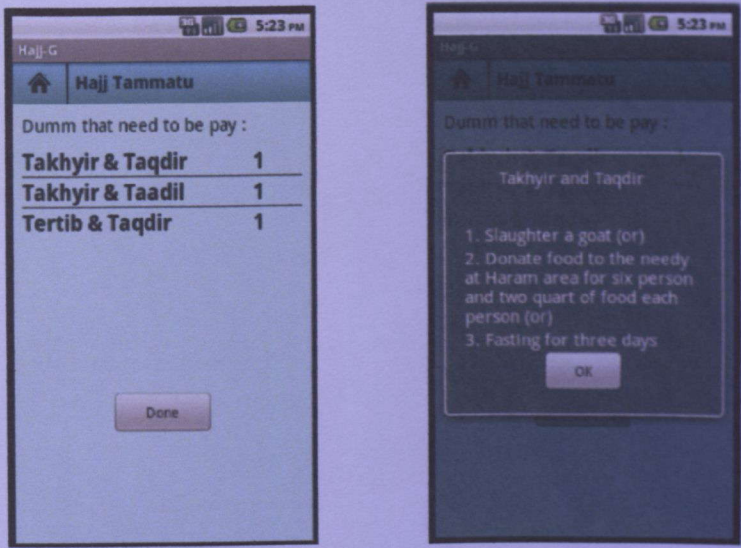 3G
5:23 PM
Hajj-G
Hajj Tammatu
Dumm that need to be pay :
Takhyir & Taqdir 1
Takhyir & Taadil 1
Tertib & Taqdir 1
Done
3G
5:23 PM
Hajj-G
Hajj Tammatu
Dumm that need to be pay :
Takhyir and Taqdir
1. Slaughter a goat (or)
2. Donate food to the needy
at Haram area for six person
and two quart of food each
person (or)
3. Fasting for three days
OK